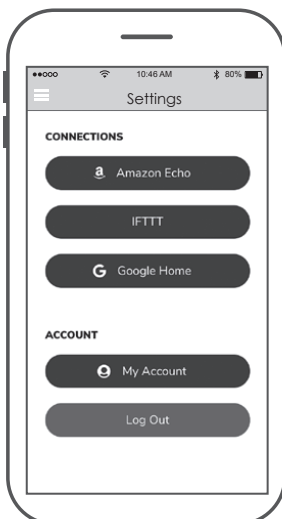 10:46 AM 80%
Settings
CONNECTIONS
a Amazon Echo
IFTTT
G Google Home
ACCOUNT
My Account
Log Out